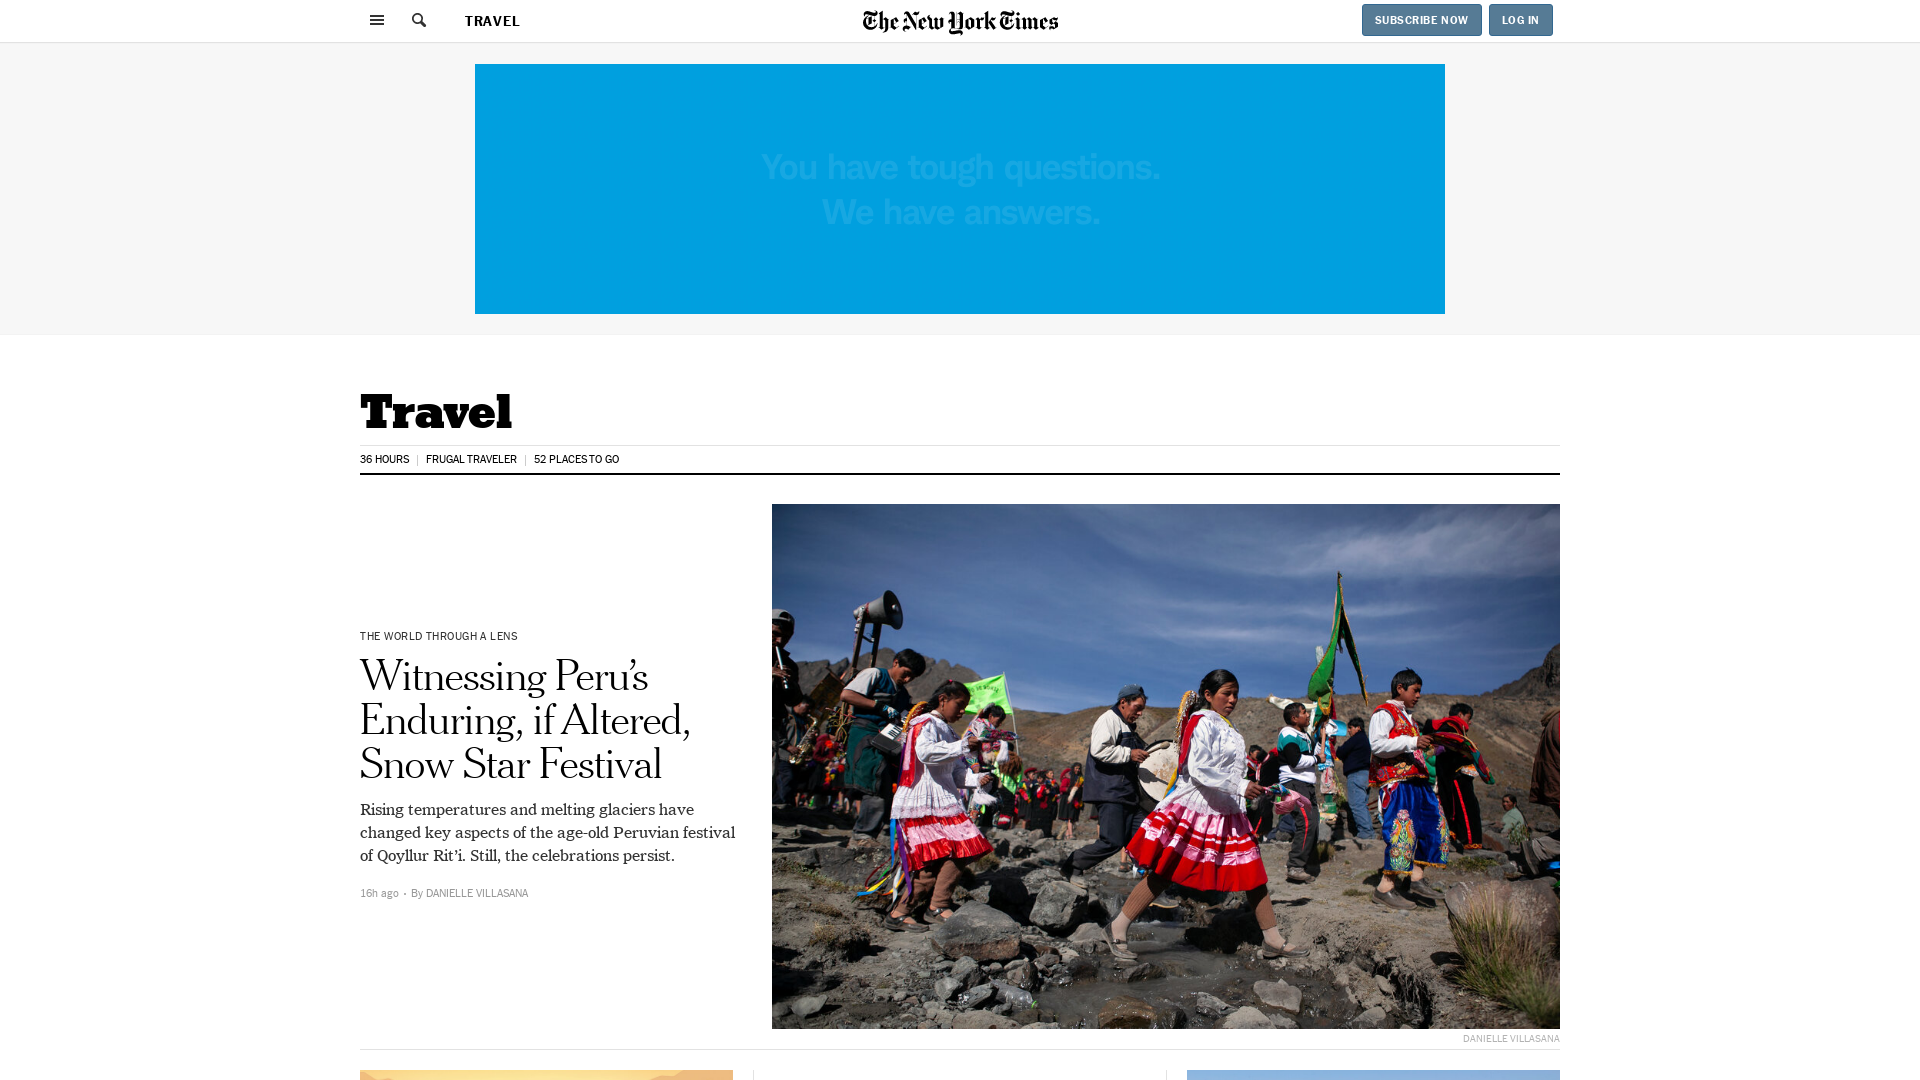 TRAVEL
The New York Times
SUBSCRIBE NOW
LOG IN
You have tough questions.
We have answers.
Travel
36 HOURS
FRUGAL TRAVELER
52 PLACES TO GO
THE WORLD THROUGH A LENS
Witnessing Peru’s
Enduring, if Altered,
Snow Star Festival
Rising temperatures and melting glaciers have
changed key aspects of the age-old Peruvian festival
of Qoyllur Rit’i. Still, the celebrations persist.
16h ago · By DANIELLE VILLASANA
DANIELLE VILLASANA